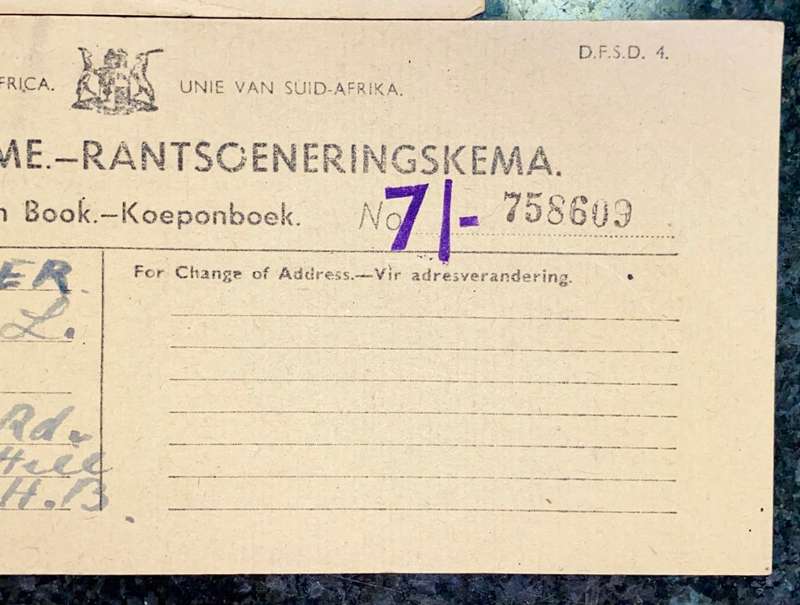 D.F.S.D. 4.
FRICA. UNIE VAN SUID-AFRIKA.
ME.—RANTSOENERINGSKEMA.
n Book.—Koeponboek. No 758609
7/-
For Change of Address.—Vir adresverandering.
ER.
L.
Rd.
Hill
H.B.